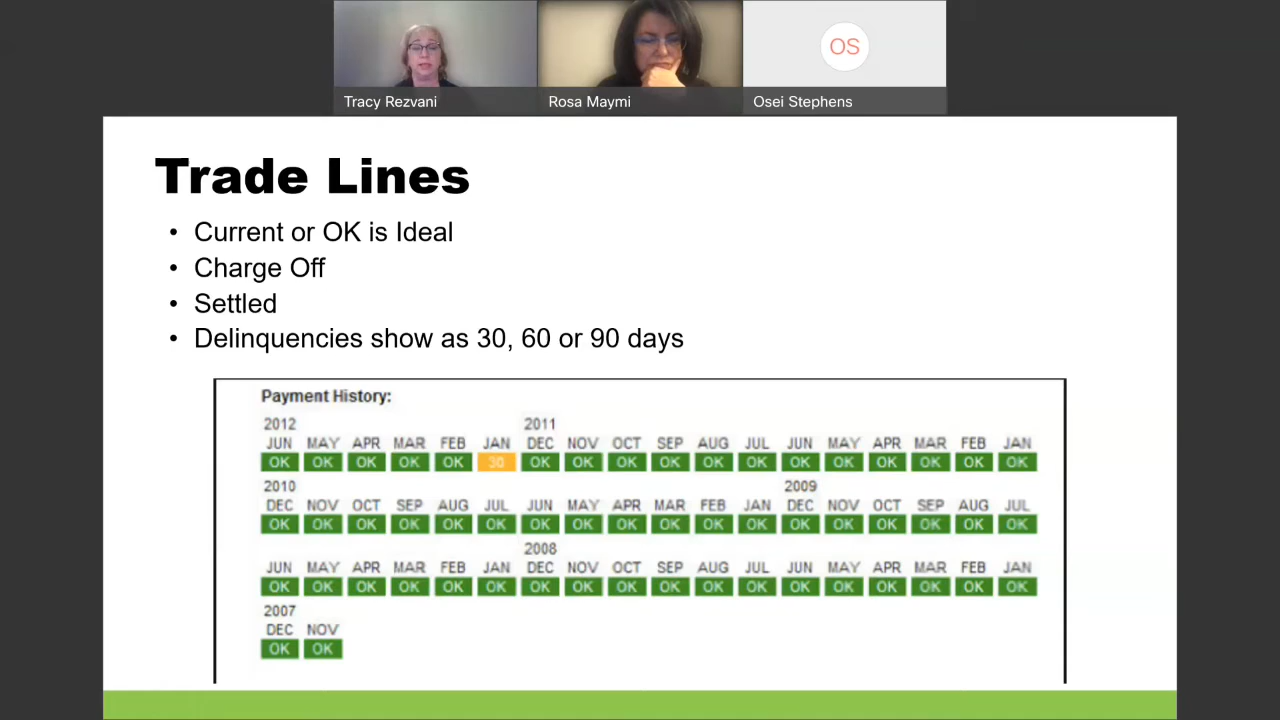 OS
Tracy Rezvani Rosa Maymi Osei Stephens
Trade Lines
• Current or OK is Ideal
• Charge Off
• Settled
• Delinquencies show as 30, 60 or 90 days
Payment History:
2012 2011
JUN MAY APR MAR FEB JAN DEC NOV OCT SEP AUG JUL JUN MAY APR MAR FEB JAN
OK OK OK OK OK 30 OK OK OK OK OK OK OK OK OK OK OK OK
2010 2009
DEC NOV OCT SEP AUG JUL JUN MAY APR MAR FEB JAN DEC NOV OCT SEP AUG JUL
OK OK OK OK OK OK OK OK OK OK OK OK OK OK OK OK OK OK
2008
JUN MAY APR MAR FEB JAN DEC NOV OCT SEP AUG JUL JUN MAY APR MAR FEB JAN
OK OK OK OK OK OK OK OK OK OK OK OK OK OK OK OK OK OK
2007
DEC NOV
OK OK